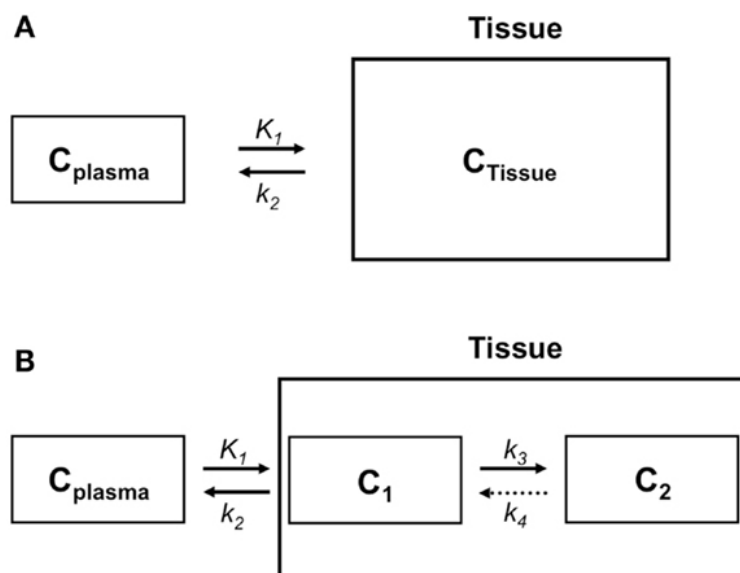 A
Tissue
C_plasma
K_1
k_2
C_Tissue
B
Tissue
C_plasma
K_1
k_2
C_1
k_3
k_4
C_2